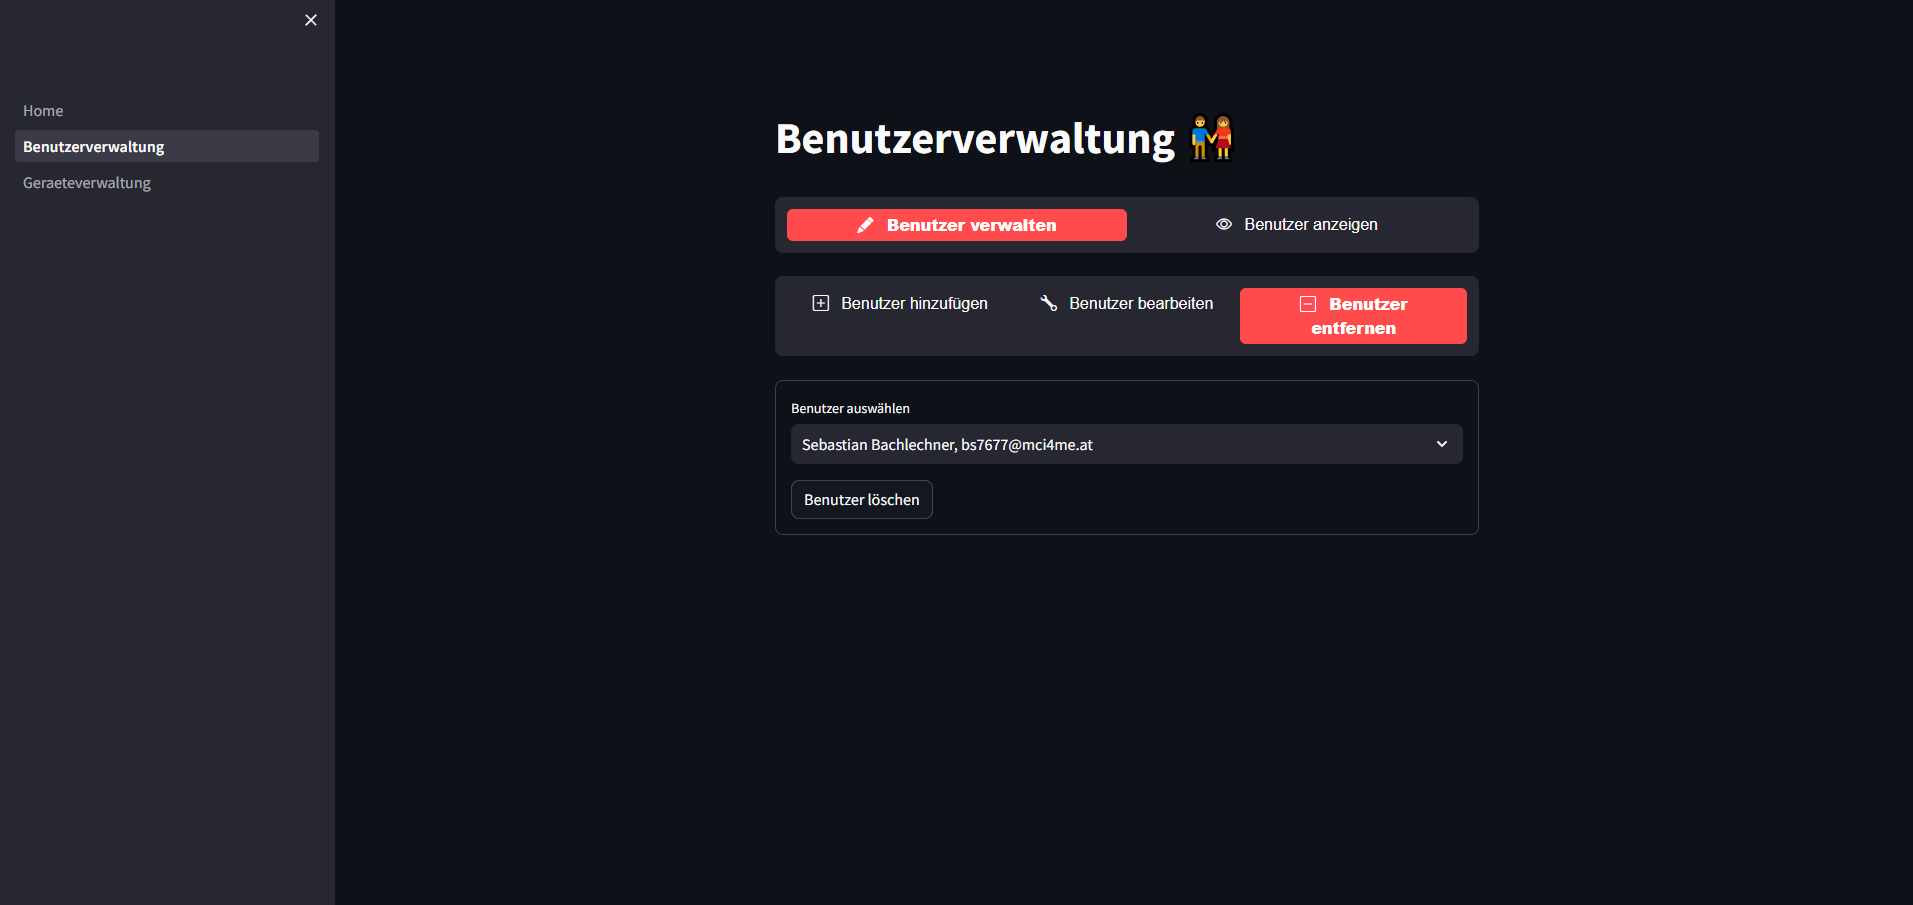 Home
Benutzerverwaltung
Geraeteverwaltung
Benutzerverwaltung
Benutzer verwalten
Benutzer anzeigen
Benutzer hinzufügen
Benutzer bearbeiten
Benutzer
entfernen
Benutzer auswählen
Sebastian Bachlechner, bs7677@mci4me.at
Benutzer löschen